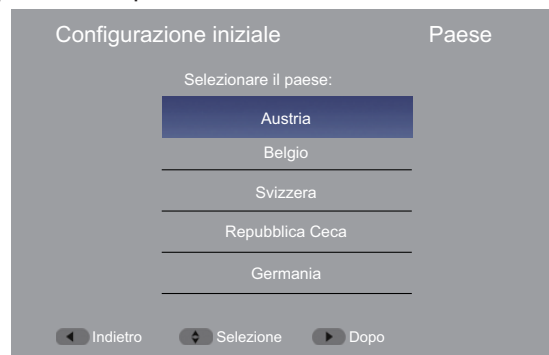 Configurazione iniziale Paese
Selezionare il paese:
Austria
Belgio
Svizzera
Repubblica Ceca
Germania
Indietro Selezione Dopo